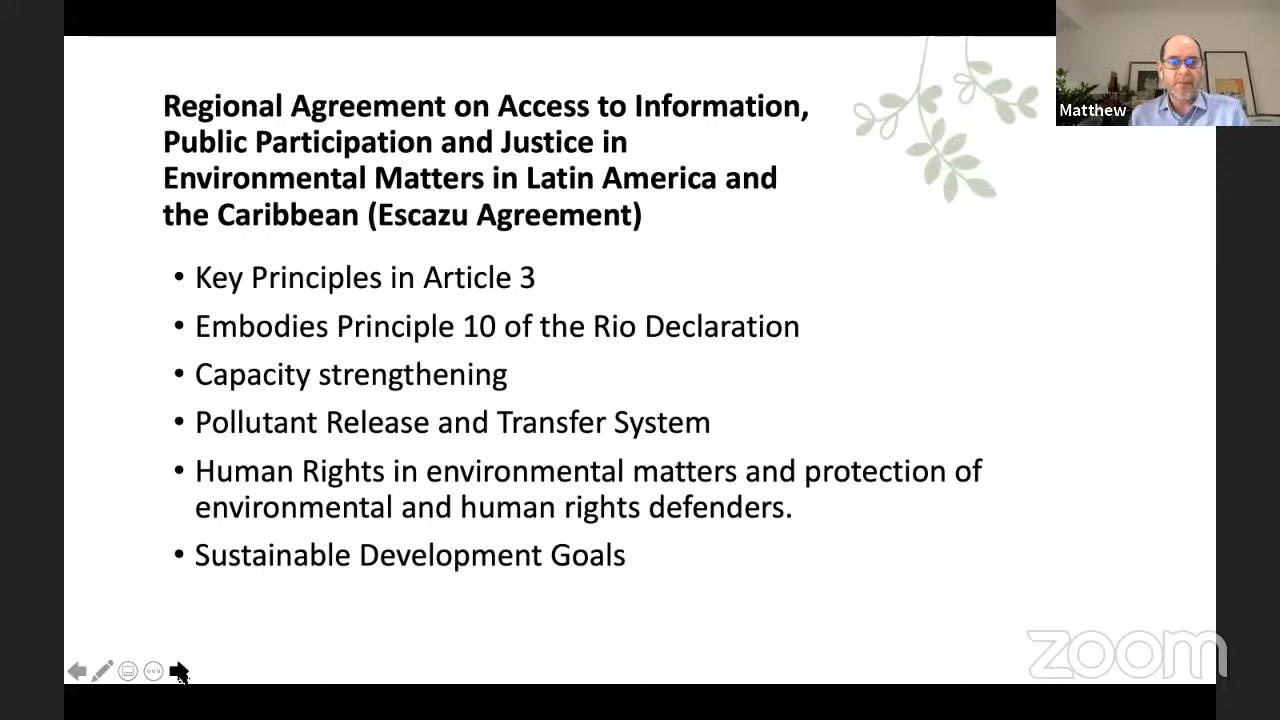 Regional Agreement on Access to Information,
Public Participation and Justice in
Environmental Matters in Latin America and
the Caribbean (Escazu Agreement)
• Key Principles in Article 3
• Embodies Principle 10 of the Rio Declaration
• Capacity strengthening
• Pollutant Release and Transfer System
• Human Rights in environmental matters and protection of
environmental and human rights defenders.
• Sustainable Development Goals
Matthew
zoom